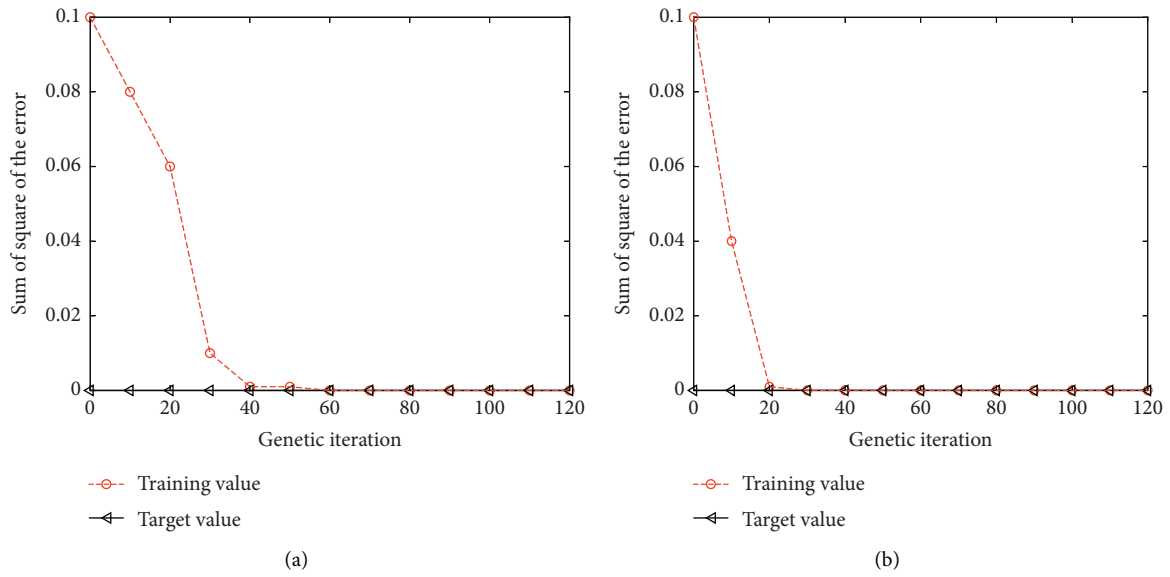 0.1
0.08
0.06
0.04
0.02
0
Sum of square of the error
0 20 40 60 80 100 120
Genetic iteration
Training value
Target value
(a)
0.1
0.08
0.06
0.04
0.02
0
Sum of square of the error
0 20 40 60 80 100 120
Genetic iteration
Training value
Target value
(b)